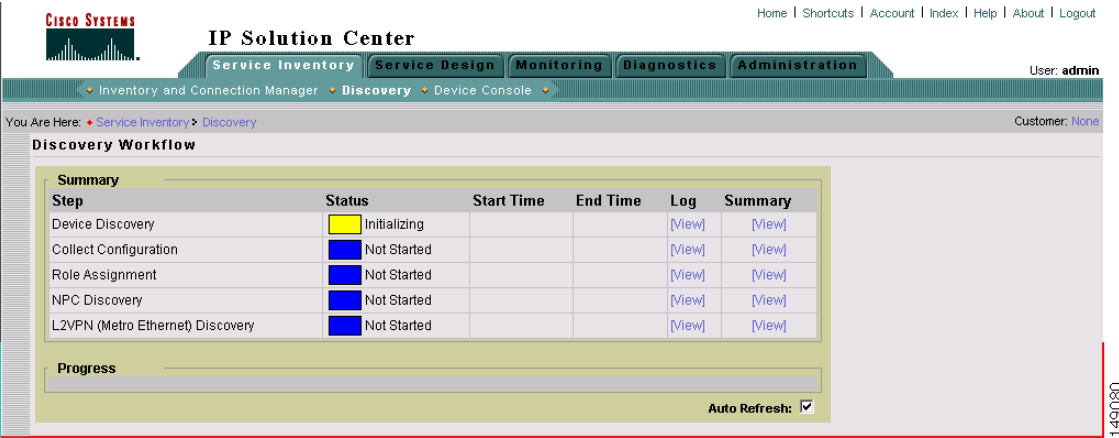 Home | Shortcuts | Account | Index | Help | About | Logout
CISCO SYSTEMS
IP Solution Center
Service Inventory Service Design Monitoring Diagnostics Administration
User: admin
Inventory and Connection Manager Discovery Device Console
You Are Here: Service Inventory Discovery
Customer: None
Discovery Workflow
Summary
Step Status Start Time End Time Log Summary
Device Discovery Initializing [View] [View]
Collect Configuration Not Started [View] [View]
Role Assignment Not Started [View] [View]
NPC Discovery Not Started [View] [View]
L2VPN (Metro Ethernet) Discovery Not Started [View] [View]
Progress
Auto Refresh:
149080